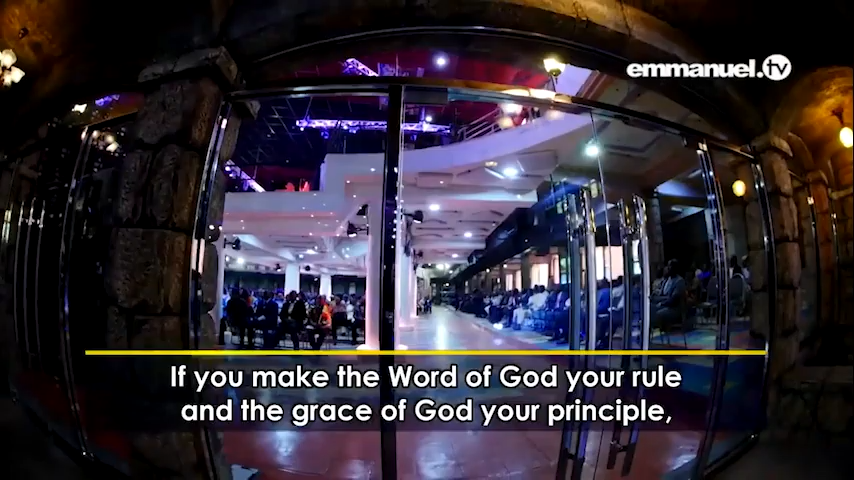 emmanuel.tv
If you make the Word of God your rule
and the grace of God your principle,